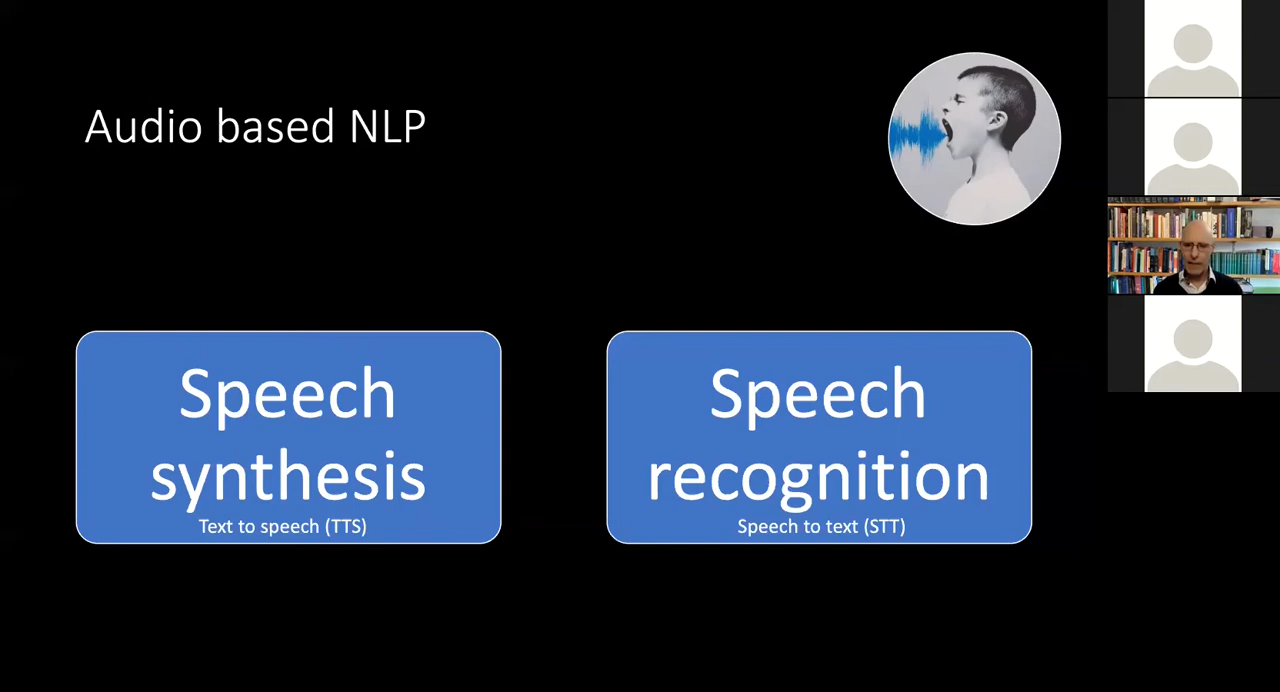 Audio based NLP
Speech
synthesis
Text to speech (TTS)
Speech
recognition
Speech to text (STT)